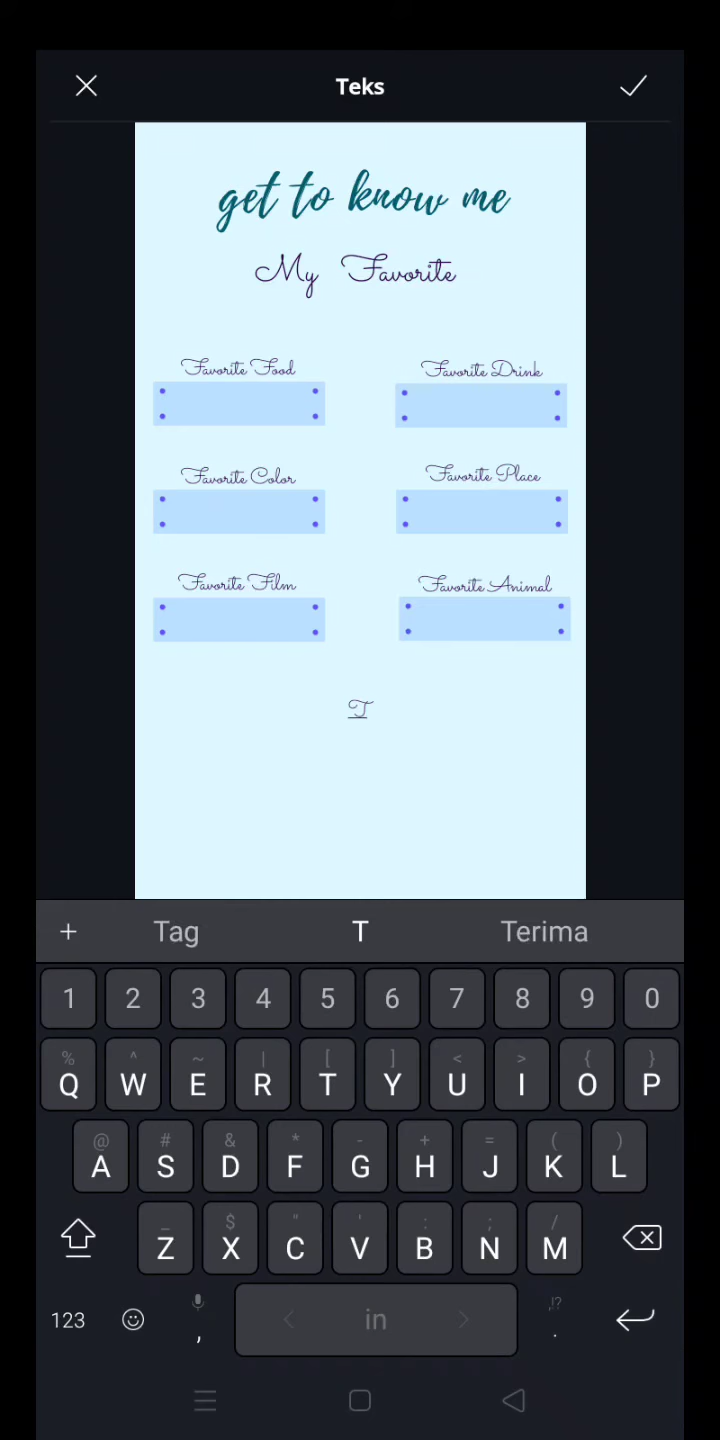 Teks
get to know me
My Favorite
Favorite Food
Favorite Drink
Favorite Color
Favorite Place
Favorite Film
Favorite Animal
T
+ Tag T Terima
1 2 3 4 5 6 7 8 9 0
% ^ ~ | [ ] < > { }
Q W E R T Y U I O P
@ # & * - + = ( )
A S D F G H J K L
_ $ " ' : ; /
Z X C V B N M
123 , < in > ,!? .